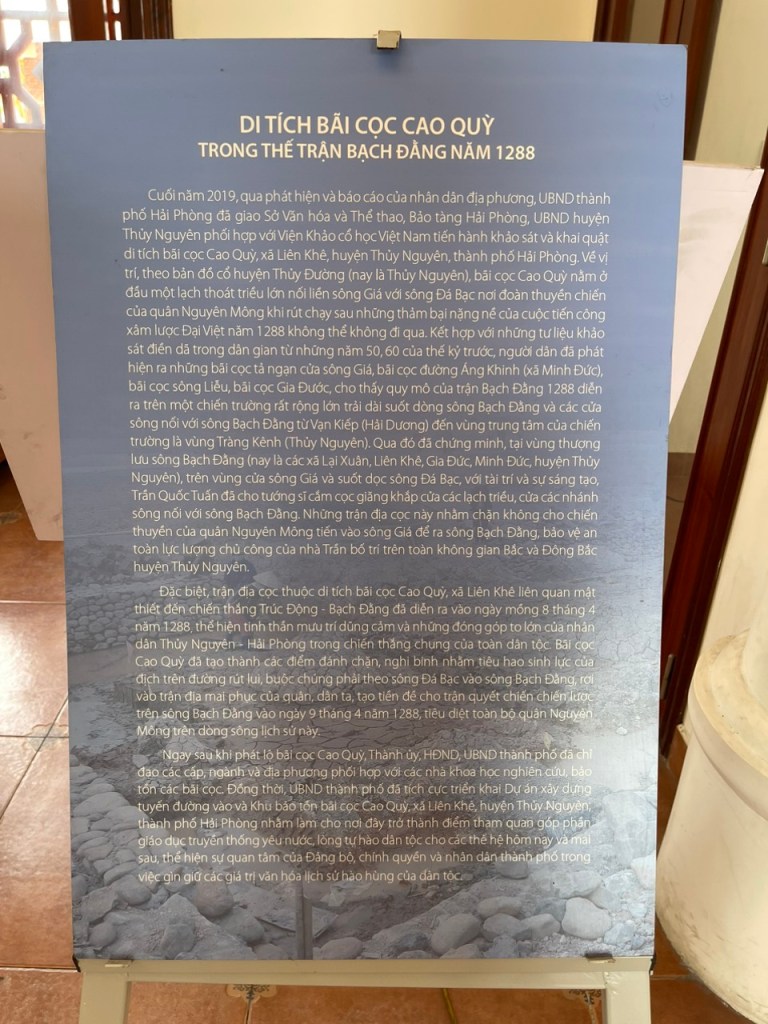 DI TÍCH BÃI CỌC CAO QUỲ
TRONG THẾ TRẬN BẠCH ĐẰNG NĂM 1288
Cuối năm 2019, qua phát hiện và báo cáo của nhân dân địa phương, UBND thành
phố Hải Phòng đã giao Sở Văn hóa và Thể thao, Bảo tàng Hải Phòng, UBND huyện
Thủy Nguyên phối hợp với Viện Khảo cổ học Việt Nam tiến hành khảo sát và khai quật
di tích bãi cọc Cao Quỳ, xã Liên Khê, huyện Thủy Nguyên, thành phố Hải Phòng. Về vị
trí, theo bản đồ cổ huyện Thủy Đường (nay là Thủy Nguyên), bãi cọc Cao Quỳ nằm ở
đầu một lạch thoát triều lớn nối liền sông Giá với sông Đá Bạc nơi đoàn thuyền chiến
của quân Nguyên Mông khi rút chạy sau những thảm bại nặng nề của cuộc tiến công
xâm lược Đại Việt năm 1288 không thể không đi qua. Kết hợp với những tư liệu khảo
sát điền dã trong dân gian từ những năm 50, 60 của thế kỷ trước, người dân đã phát
hiện ra những bãi cọc tả ngạn cửa sông Giá, bãi cọc đường Áng Khinh (xã Minh Đức),
bãi cọc sông Liễu, bãi cọc Gia Đước, cho thấy quy mô của trận Bạch Đằng 1288 diễn
ra trên một chiến trường rất rộng lớn trải dài suốt dòng sông Bạch Đằng và các cửa
sông nối với sông Bạch Đằng từ Vạn Kiếp (Hải Dương) đến vùng trung tâm của chiến
trường là vùng Tràng Kênh (Thủy Nguyên). Qua đó đã chứng minh, tại vùng thượng
lưu sông Bạch Đằng (nay là các xã Lại Xuân, Liên Khê, Gia Đức, Minh Đức, huyện Thủy
Nguyên), trên vùng cửa sông Giá và suốt dọc sông Đá Bạc, với tài trí và sự sáng tạo,
Trần Quốc Tuấn đã cho tướng sĩ cắm cọc giăng khắp cửa các lạch triều, cửa các nhánh
sông nối với sông Bạch Đằng. Những trận địa cọc này nhằm chặn không cho chiến
thuyền của quân Nguyên Mông tiến vào sông Giá để ra sông Bạch Đằng, bảo vệ an
toàn lực lượng chủ công của nhà Trần bố trí trên toàn không gian Bắc và Đông Bắc
huyện Thủy Nguyên.
Đặc biệt, trận địa cọc thuộc di tích bãi cọc Cao Quỳ, xã Liên Khê liên quan mật
thiết đến chiến thắng Trúc Động - Bạch Đằng đã diễn ra vào ngày mồng 8 tháng 4
năm 1288, thể hiện tinh thần mưu trí dũng cảm và những đóng góp to lớn của nhân
dân Thủy Nguyên - Hải Phòng trong chiến thắng chung của toàn dân tộc. Bãi cọc
Cao Quỳ đã tạo thành các điểm đánh chặn, nghi binh nhằm tiêu hao sinh lực của
địch trên đường rút lui, buộc chúng phải theo sông Đá Bạc vào sông Bạch Đằng, rơi
vào trận địa mai phục của quân, dân ta, tạo tiền đề cho trận quyết chiến chiến lược
trên sông Bạch Đằng vào ngày 9 tháng 4 năm 1288, tiêu diệt toàn bộ quân Nguyên
Mông trên dòng sông lịch sử này.
Ngay sau khi phát lộ bãi cọc Cao Quỳ, Thành ủy, HĐND, UBND thành phố đã chỉ
đạo các cấp, ngành và địa phương phối hợp với các nhà khoa học nghiên cứu, bảo
tồn các bãi cọc. Đồng thời, UBND thành phố đã tích cực triển khai Dự án xây dựng
tuyến đường vào và Khu bảo tồn bãi cọc Cao Quỳ, xã Liên Khê, huyện Thủy Nguyên,
thành phố Hải Phòng nhằm làm cho nơi đây trở thành điểm tham quan góp phần
giáo dục truyền thống yêu nước, lòng tự hào dân tộc cho các thế hệ hôm nay và mai
sau, thể hiện sự quan tâm của Đảng bộ, chính quyền và nhân dân thành phố trong
việc gìn giữ các giá trị văn hóa lịch sử hào hùng của dân tộc.